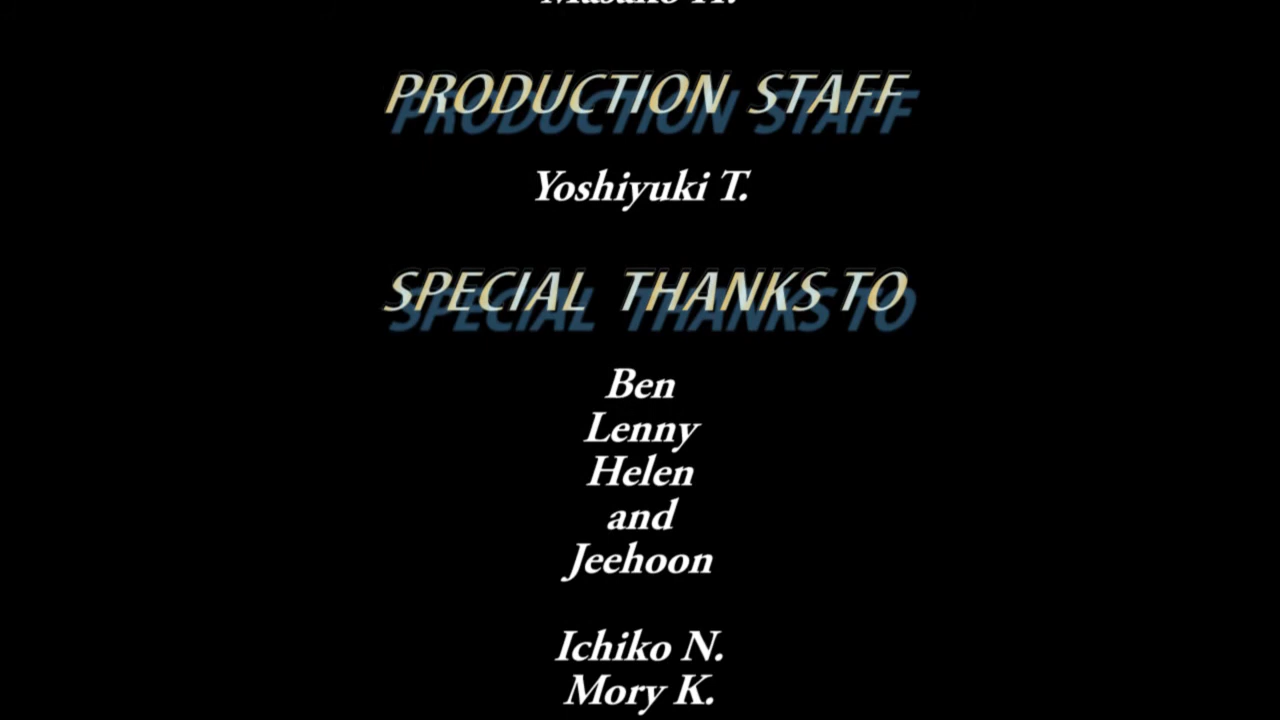 PRODUCTION STAFF
Yoshiyuki T.
SPECIAL THANKS TO
Ben
Lenny
Helen
and
Jeehoon
Ichiko N.
Mory K.